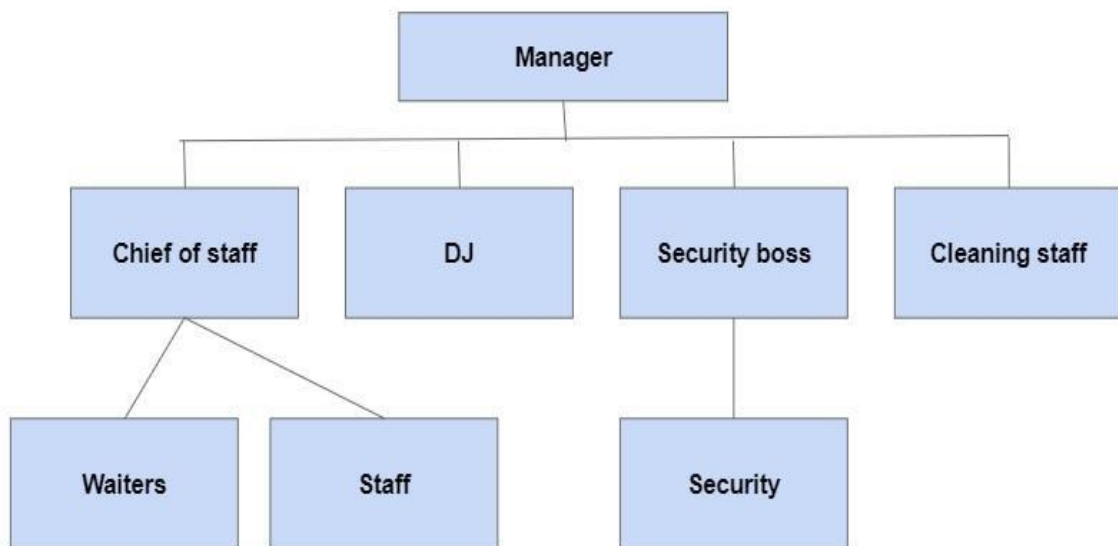 Manager
Chief of staff
DJ
Security boss
Cleaning staff
Waiters
Staff
Security